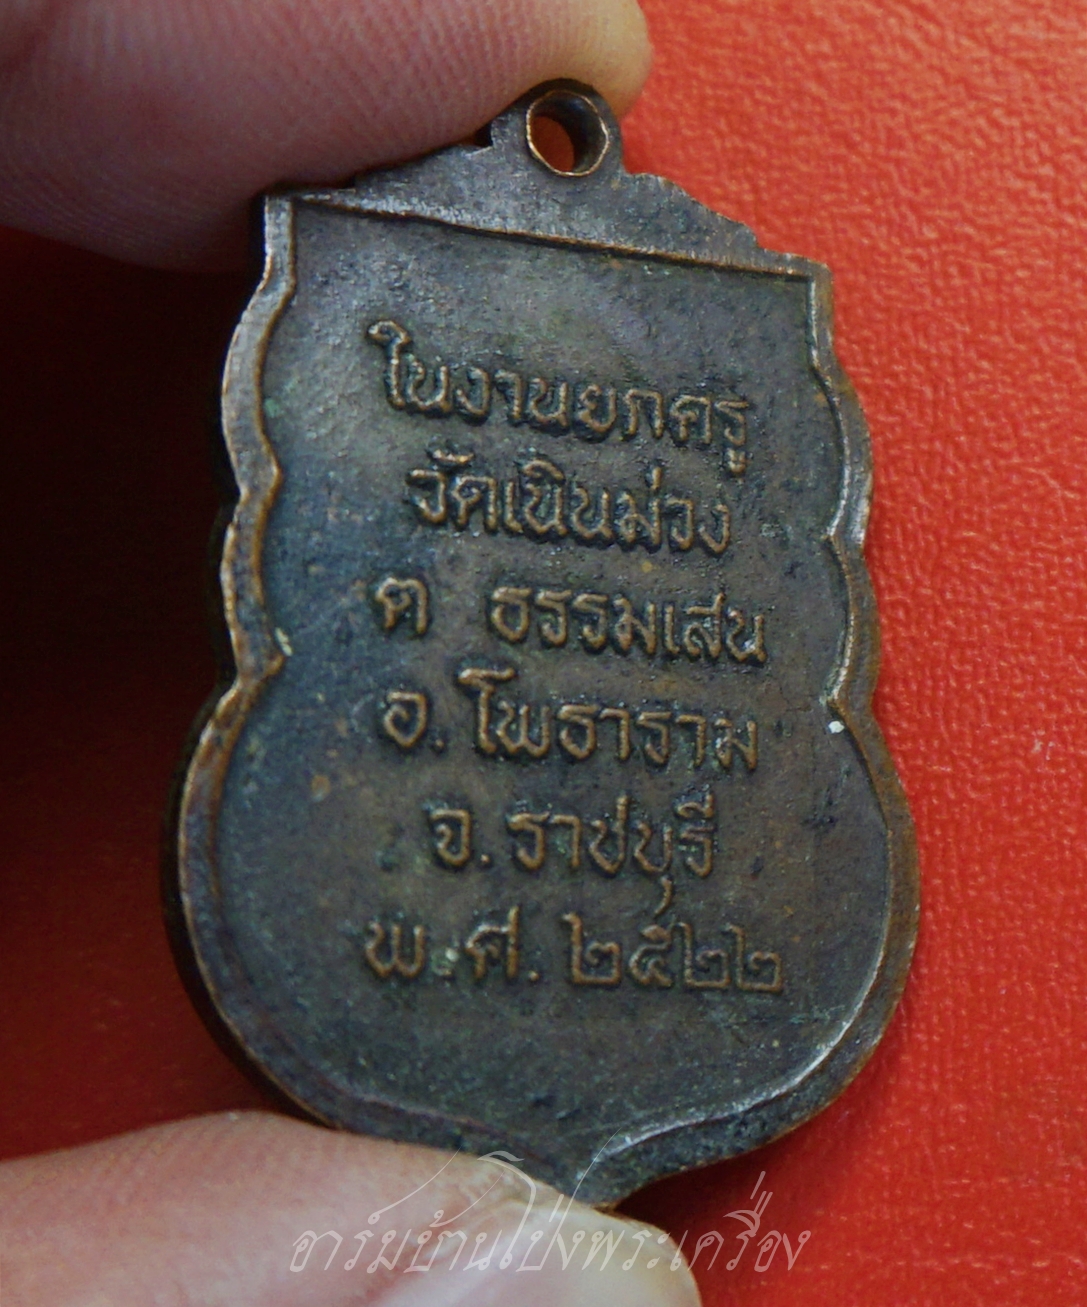 ในงานยกครู
วัดเนินม่วง
ต ธรรมเสน
อ. โพธาราม
จ. ราชบุรี
พ.ศ. ๒๕๒๒
อาร์มบ้านโป่งพระเครื่อง